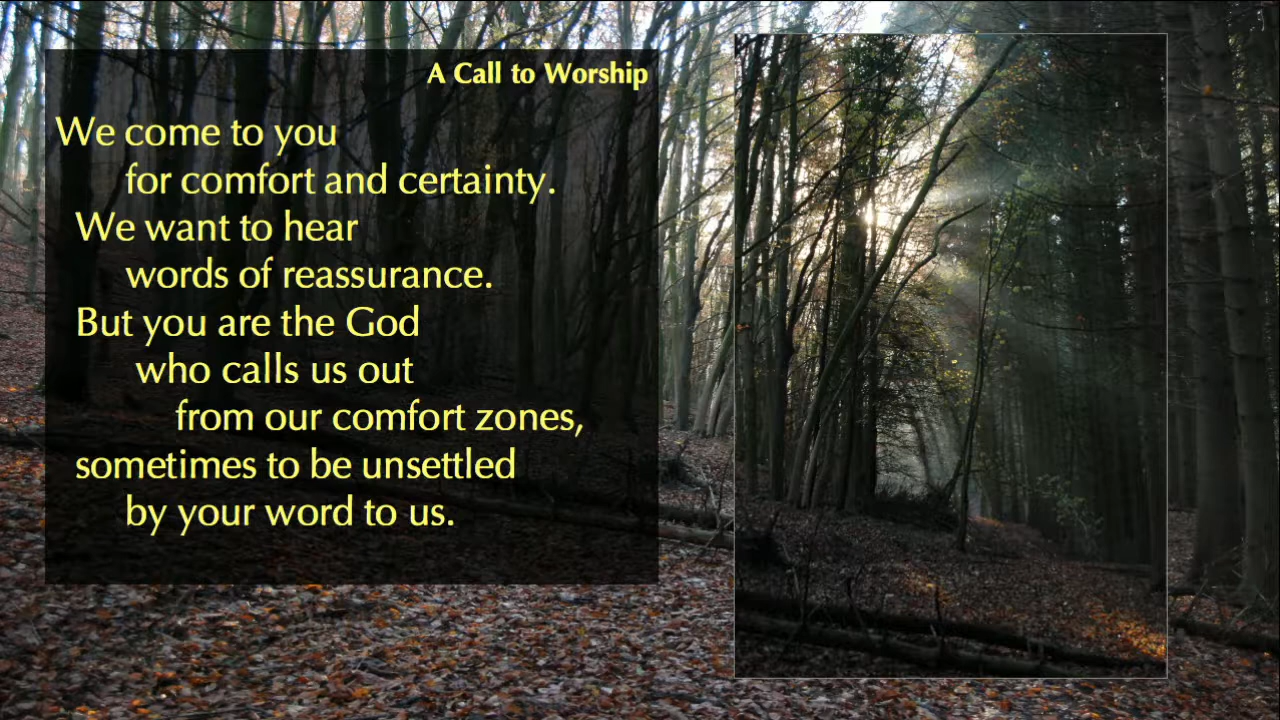 A Call to Worship
We come to you
for comfort and certainty.
We want to hear
words of reassurance.
But you are the God
who calls us out
from our comfort zones,
sometimes to be unsettled
by your word to us.